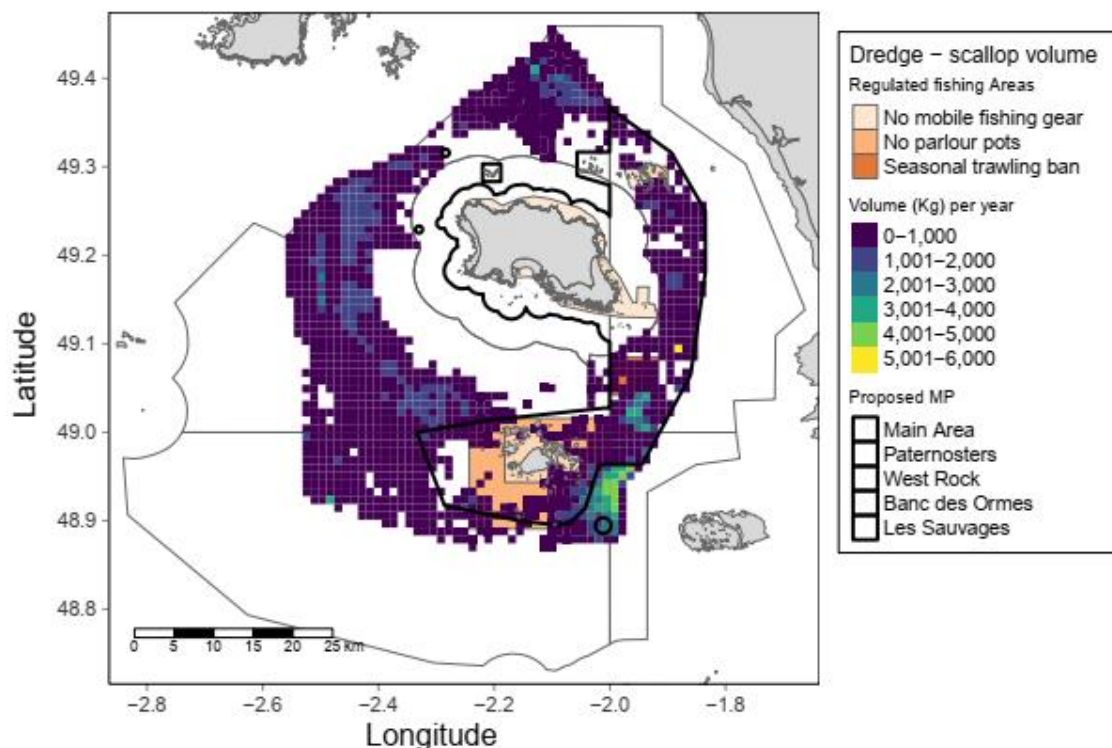 49.4
49.3
49.2
49.1
49.0
48.9
48.8
Latitude
0 5 10 15 20 25 km
−2.8 −2.6 −2.4 −2.2 −2.0 −1.8
Longitude
Dredge − scallop volume
Regulated fishing Areas
No mobile fishing gear
No parlour pots
Seasonal trawling ban
Volume (Kg) per year
0−1,000
1,001−2,000
2,001−3,000
3,001−4,000
4,001−5,000
5,001−6,000
Proposed MP
Main Area
Paternosters
West Rock
Banc des Ormes
Les Sauvages